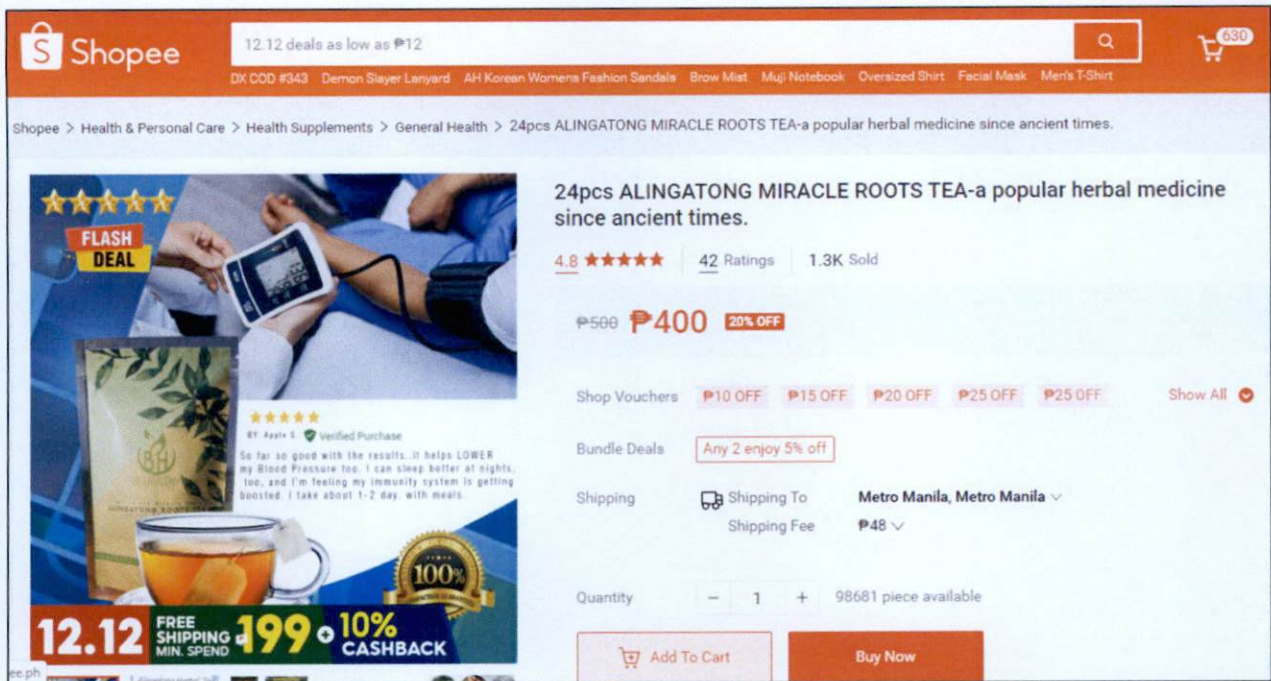 Shopee
12.12 deals as low as ₱12
630
DX COD #343 Demon Slayer Lanyard AH Korean Womens Fashion Sandals Brow Mist Muji Notebook Oversized Shirt Facial Mask Men's T-Shirt
Shopee > Health & Personal Care > Health Supplements > General Health > 24pcs ALINGATONG MIRACLE ROOTS TEA-a popular herbal medicine since ancient times.
FLASH
DEAL
BH
BY: Apple S. Verified Purchase
So far so good with the results..it helps LOWER
my Blood Pressure too. I can sleep better at nights,
too, and I'm feeling my immunity system is getting
boosted. I take about 1-2 day. with meals.
100%
12.12 FREE SHIPPING MIN. SPEND ₱199 + 10% CASHBACK
ee.ph
24pcs ALINGATONG MIRACLE ROOTS TEA-a popular herbal medicine
since ancient times.
4.8 42 Ratings 1.3K Sold
₱500 ₱400 20% OFF
Shop Vouchers ₱10 OFF ₱15 OFF ₱20 OFF ₱25 OFF ₱25 OFF Show All
Bundle Deals Any 2 enjoy 5% off
Shipping Shipping To Metro Manila, Metro Manila
Shipping Fee ₱48
Quantity - 1 + 98681 piece available
Add To Cart Buy Now